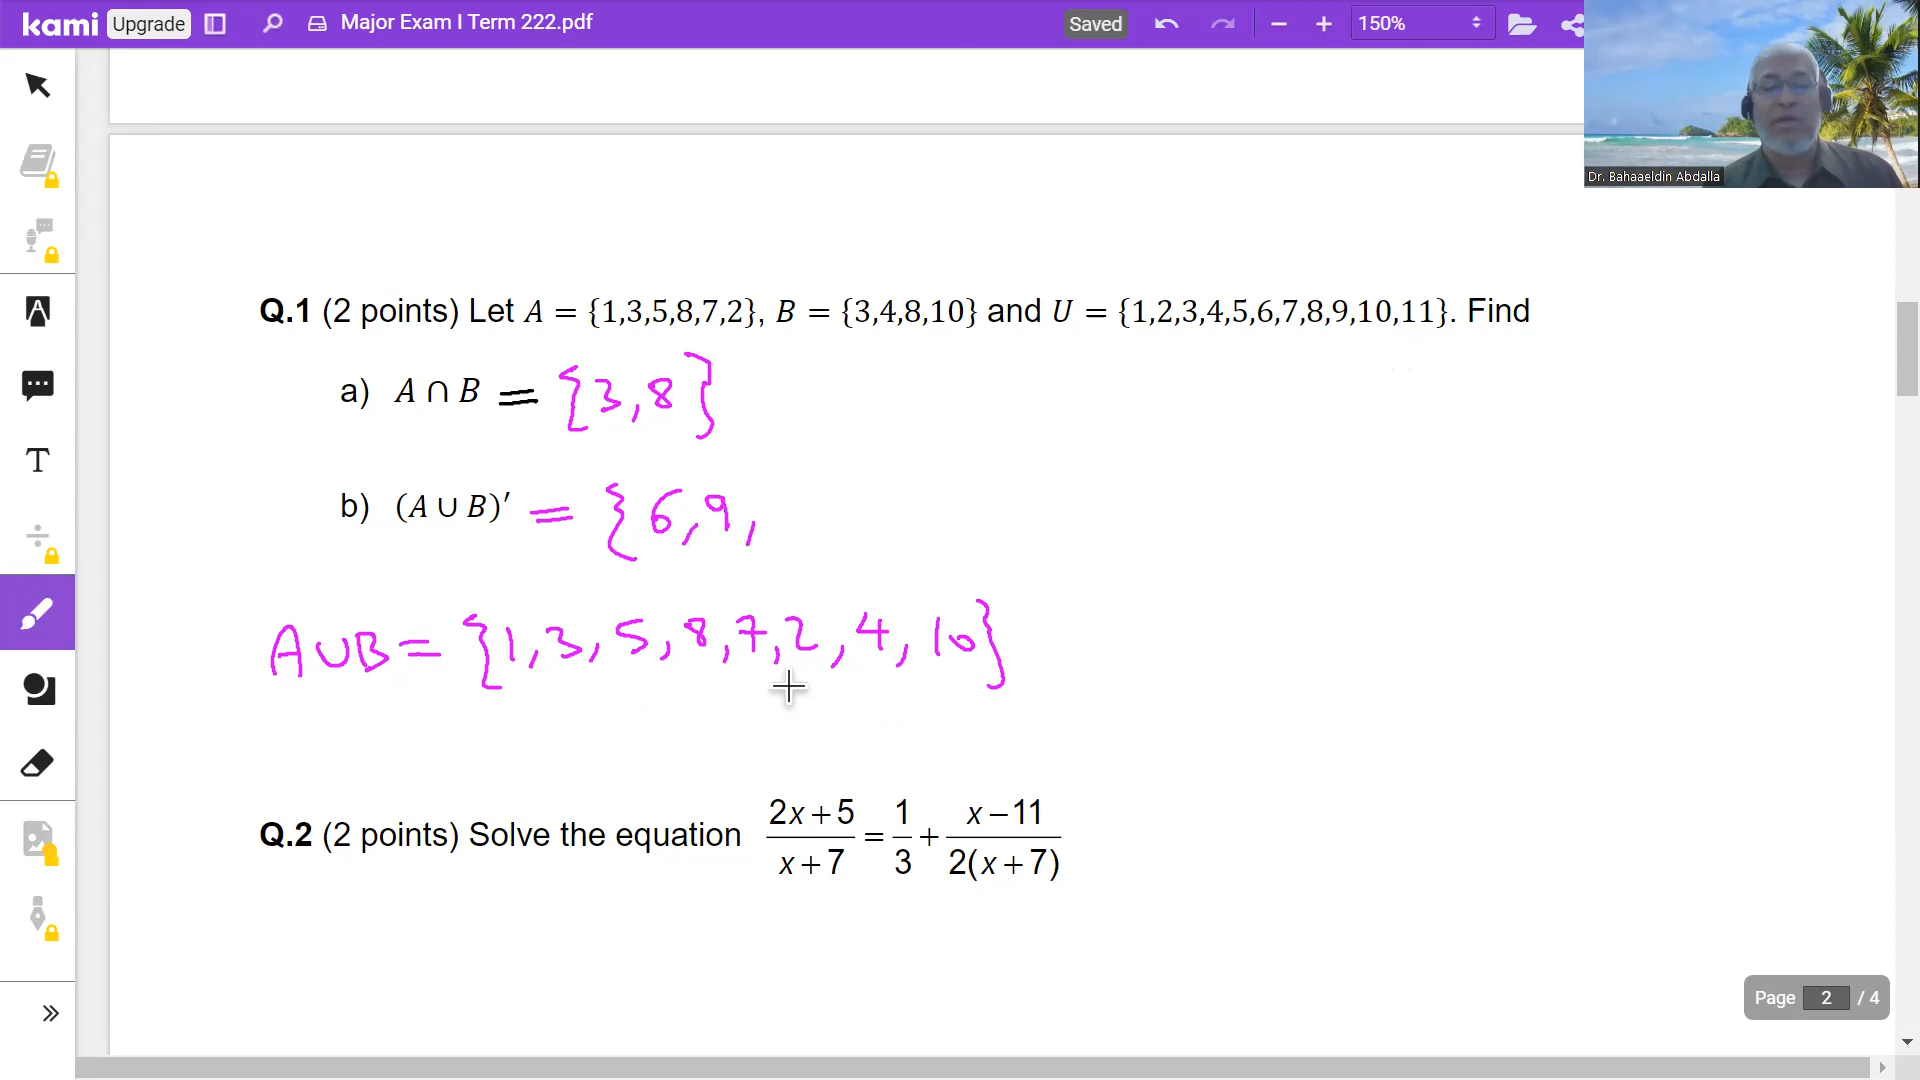 kami Upgrade Major Exam I Term 222.pdf Saved 150%
Dr. Bahaaeldin Abdalla
Q.1 (2 points) Let A = {1,3,5,8,7,2}, B = {3,4,8,10} and U = {1,2,3,4,5,6,7,8,9,10,11}. Find
a) A ∩ B = {3,8}
b) (A ∪ B)′ = {6,9,
A∪B = {1,3,5,8,7,2,4,10}
Q.2 (2 points) Solve the equation (2x+5)/(x+7) = 1/3 + (x−11)/(2(x+7))
Page 2 / 4